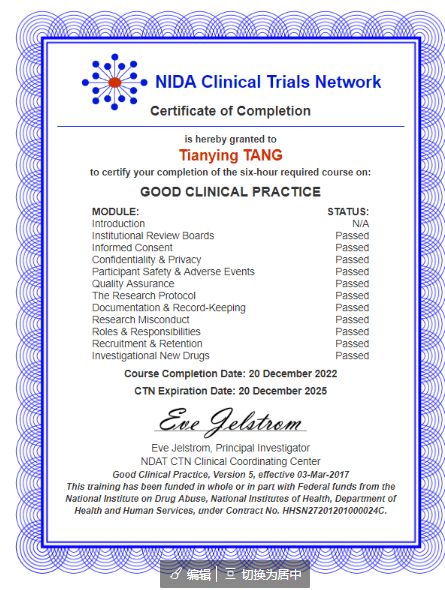 NIDA Clinical Trials Network
Certificate of Completion
is hereby granted to
Tianying TANG
to certify your completion of the six-hour required course on:
GOOD CLINICAL PRACTICE
MODULE: STATUS:
Introduction N/A
Institutional Review Boards Passed
Informed Consent Passed
Confidentiality & Privacy Passed
Participant Safety & Adverse Events Passed
Quality Assurance Passed
The Research Protocol Passed
Documentation & Record-Keeping Passed
Research Misconduct Passed
Roles & Responsibilities Passed
Recruitment & Retention Passed
Investigational New Drugs Passed
Course Completion Date: 20 December 2022
CTN Expiration Date: 20 December 2025
Eve Jelstrom
Eve Jelstrom, Principal Investigator
NDAT CTN Clinical Coordinating Center
Good Clinical Practice, Version 5, effective 03-Mar-2017
This training has been funded in whole or in part with Federal funds from the
National Institute on Drug Abuse, National Institutes of Health, Department of
Health and Human Services, under Contract No. HHSN27201201000024C.
编辑 切换为居中